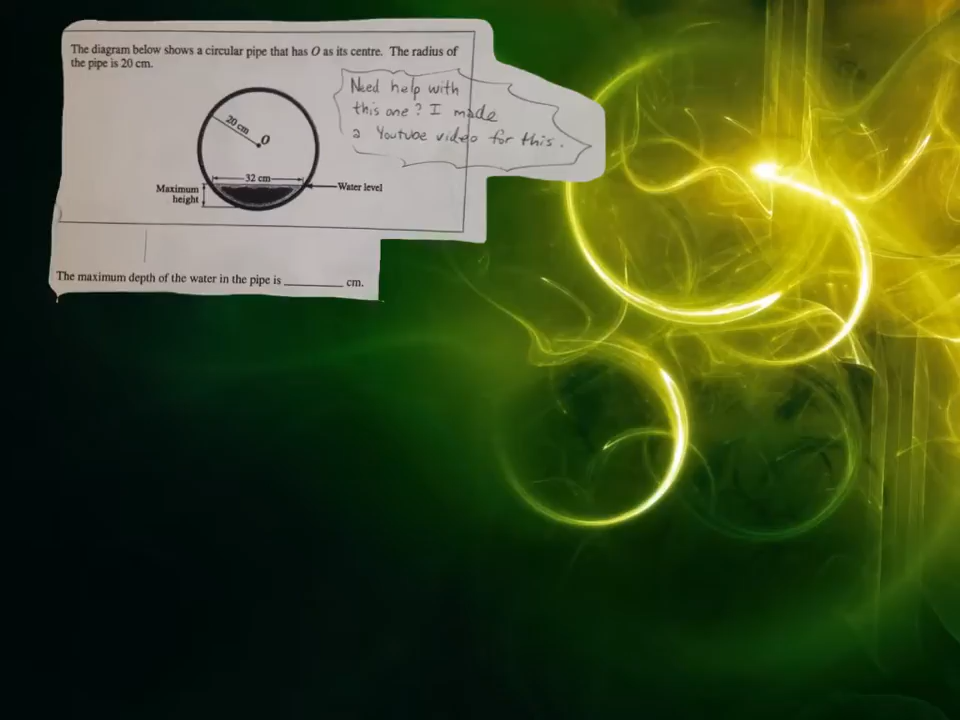 The diagram below shows a circular pipe that has O as its centre. The radius of
the pipe is 20 cm.
Need help with
this one? I made
a Youtube video for this.
20 cm
O
32 cm
Maximum
height
Water level
The maximum depth of the water in the pipe is ________ cm.